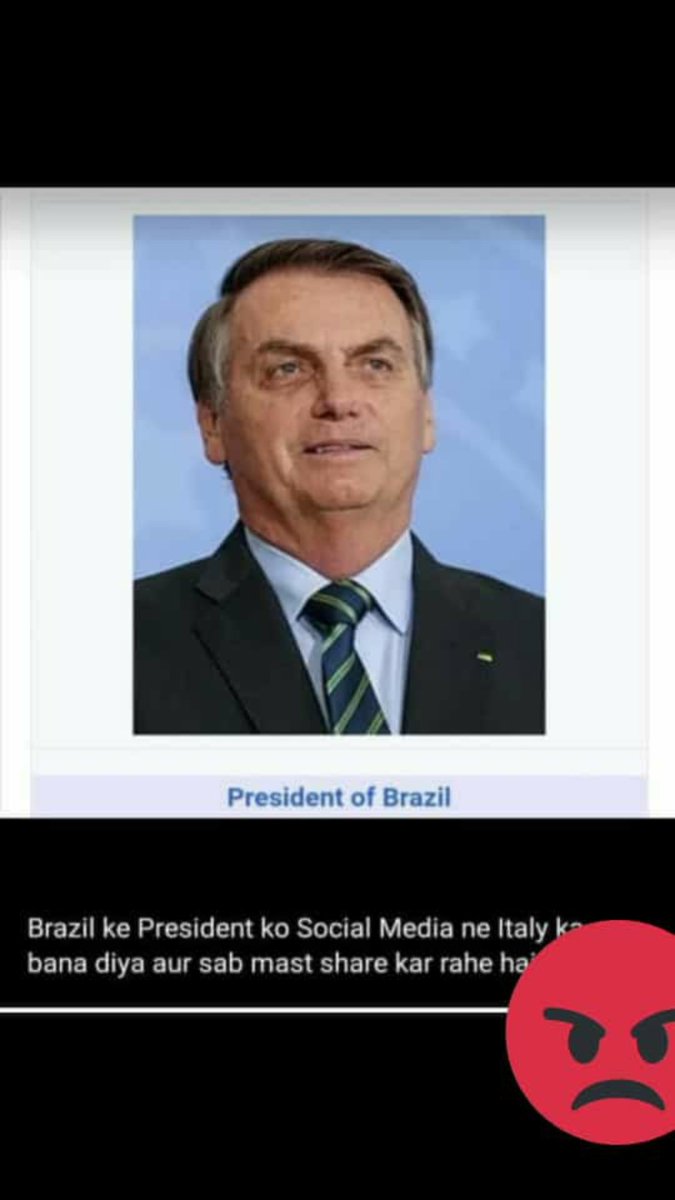 President of Brazil
Brazil ke President ko Social Media ne Italy
bana diya aur sab mast share kar rahe